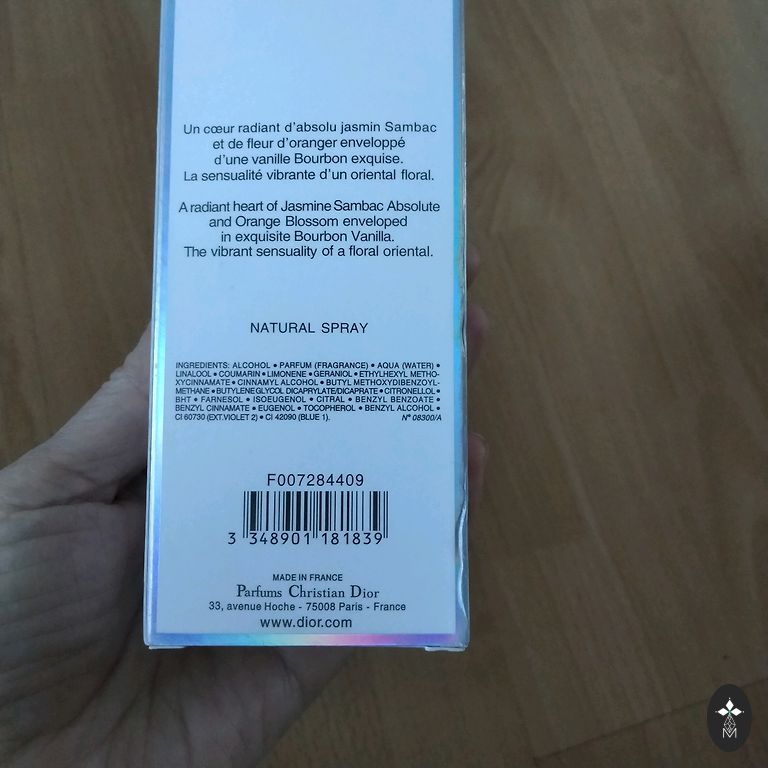 Un cœur radiant d'absolu jasmin Sambac
et de fleur d'oranger enveloppé
d'une vanille Bourbon exquise.
La sensualité vibrante d'un oriental floral.
A radiant heart of Jasmine Sambac Absolute
and Orange Blossom enveloped
in exquisite Bourbon Vanilla.
The vibrant sensuality of a floral oriental.
NATURAL SPRAY
INGREDIENTS: ALCOHOL • PARFUM (FRAGRANCE) • AQUA (WATER) •
LINALOOL • COUMARIN • LIMONENE • GERANIOL • ETHYLHEXYL METHO-
XYCINNAMATE • CINNAMYL ALCOHOL • BUTYL METHOXYDIBENZOYL-
METHANE • BUTYLENEGLYCOL DICAPRYLATE/DICAPRATE • CITRONELLOL •
BHT • FARNESOL • ISOEUGENOL • CITRAL • BENZYL BENZOATE •
BENZYL CINNAMATE • EUGENOL • TOCOPHEROL • BENZYL ALCOHOL •
CI 60730 (EXT. VIOLET 2) • CI 42090 (BLUE 1). N° 08300/A
F007284409
3 348901 181839
MADE IN FRANCE
Parfums Christian Dior
33, avenue Hoche - 75008 Paris - France
www.dior.com
M